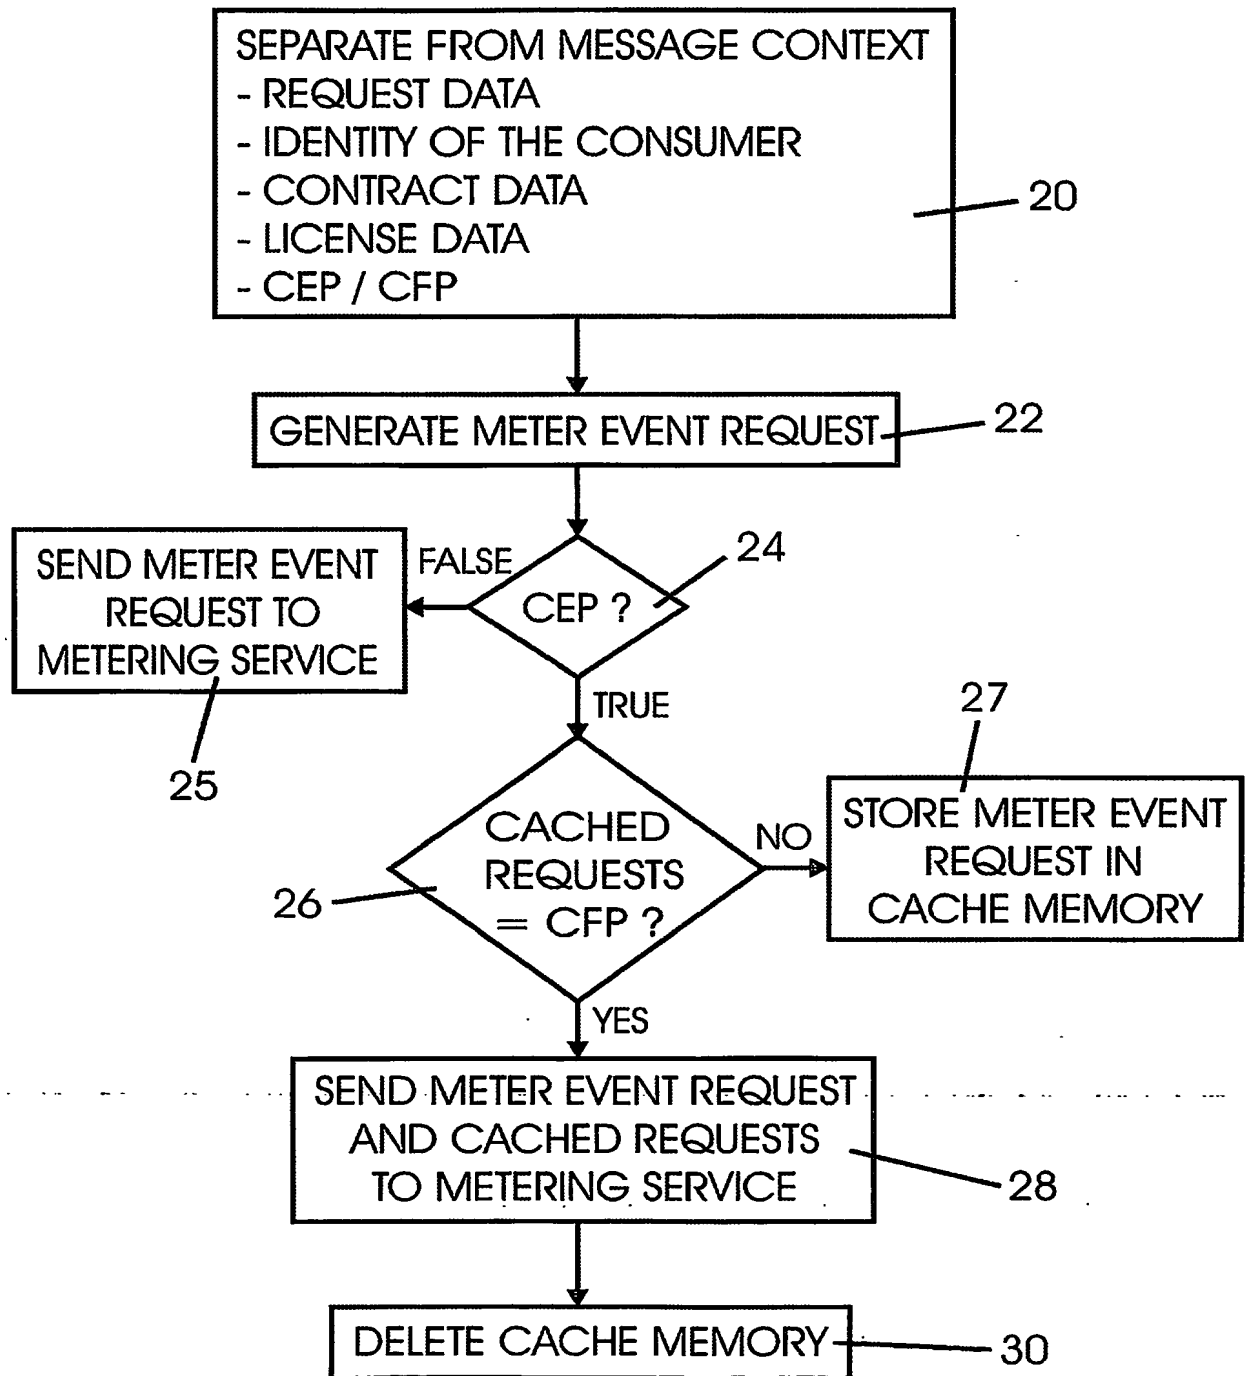 SEPARATE FROM MESSAGE CONTEXT
- REQUEST DATA
- IDENTITY OF THE CONSUMER
- CONTRACT DATA
- LICENSE DATA
- CEP / CFP
20
GENERATE METER EVENT REQUEST
22
SEND METER EVENT
REQUEST TO
METERING SERVICE
25
FALSE
CEP ?
24
TRUE
CACHED
REQUESTS
= CFP ?
26
NO
27
STORE METER EVENT
REQUEST IN
CACHE MEMORY
YES
SEND METER EVENT REQUEST
AND CACHED REQUESTS
TO METERING SERVICE
28
DELETE CACHE MEMORY
30